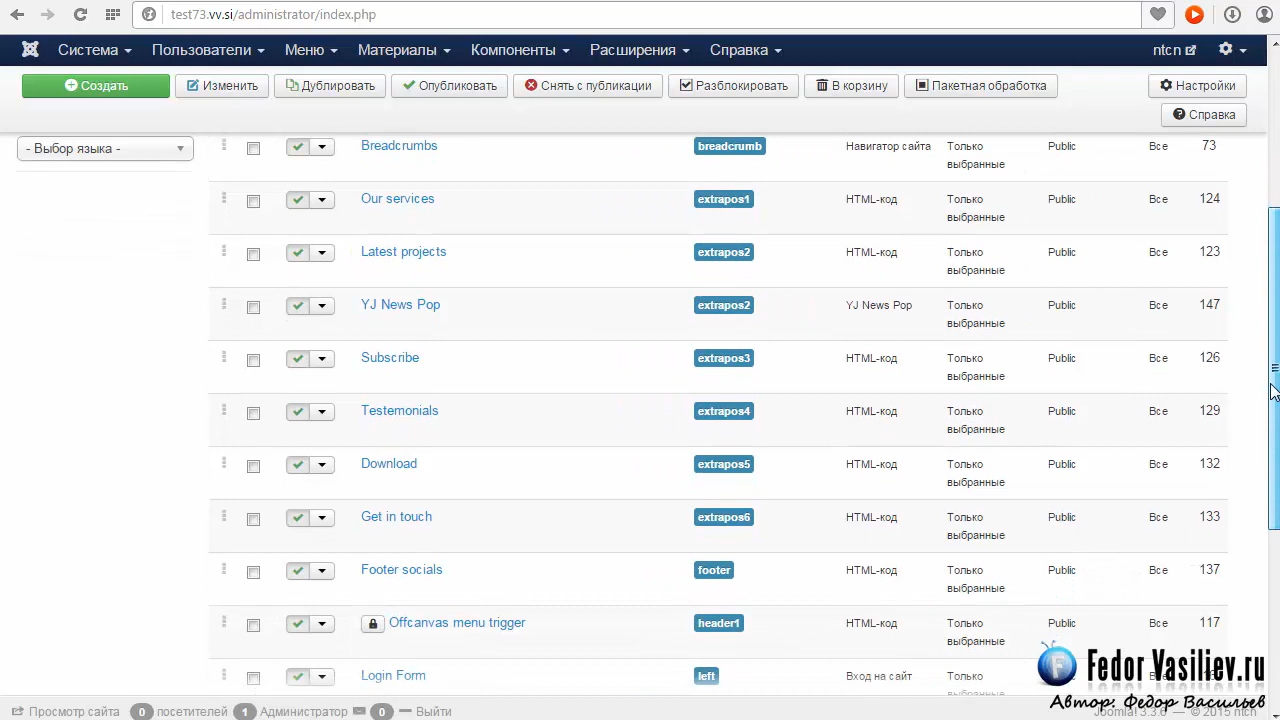 test73.vv.si/administrator/index.php
Система Пользователи Меню Материалы Компоненты Расширения Справка ntcn
Создать Изменить Дублировать Опубликовать Снять с публикации Разблокировать В корзину Пакетная обработка Настройки
Справка
- Выбор языка -
Breadcrumbs breadcrumb Навигатор сайта Только выбранные Public Все 73
Our services extrapos1 HTML-код Только выбранные Public Все 124
Latest projects extrapos2 HTML-код Только выбранные Public Все 123
YJ News Pop extrapos2 YJ News Pop Только выбранные Public Все 147
Subscribe extrapos3 HTML-код Только выбранные Public Все 126
Testemonials extrapos4 HTML-код Только выбранные Public Все 129
Download extrapos5 HTML-код Только выбранные Public Все 132
Get in touch extrapos6 HTML-код Только выбранные Public Все 133
Footer socials footer HTML-код Только выбранные Public Все 137
Offcanvas menu trigger header1 HTML-код Только выбранные Public Все 117
Login Form left Вход на сайт Только выбранные
Fedor Vasiliev.ru
Автор: Федор Васильев
Просмотр сайта 0 посетителей 1 Администратор 0 Выйти
Joomla! 3.3.0 — © 2015 ntcn